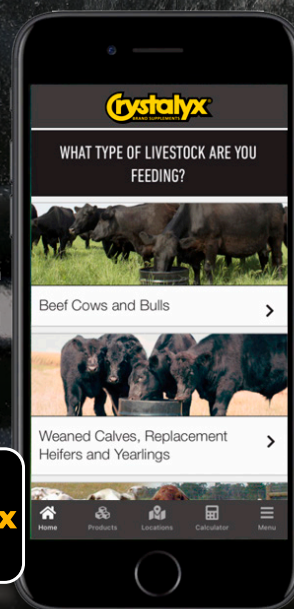 Crystalyx
BRAND SUPPLEMENTS
WHAT TYPE OF LIVESTOCK ARE YOU
FEEDING?
Beef Cows and Bulls
Weaned Calves, Replacement
Heifers and Yearlings
x
Home Products Locations Calculator Menu